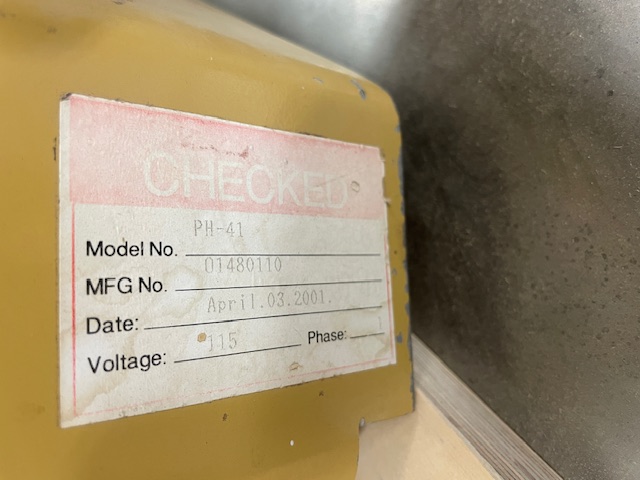 CHECKED
Model No. PH-41
MFG No. 01480110
Date: April.03.2001.
Voltage: 115 Phase: 1